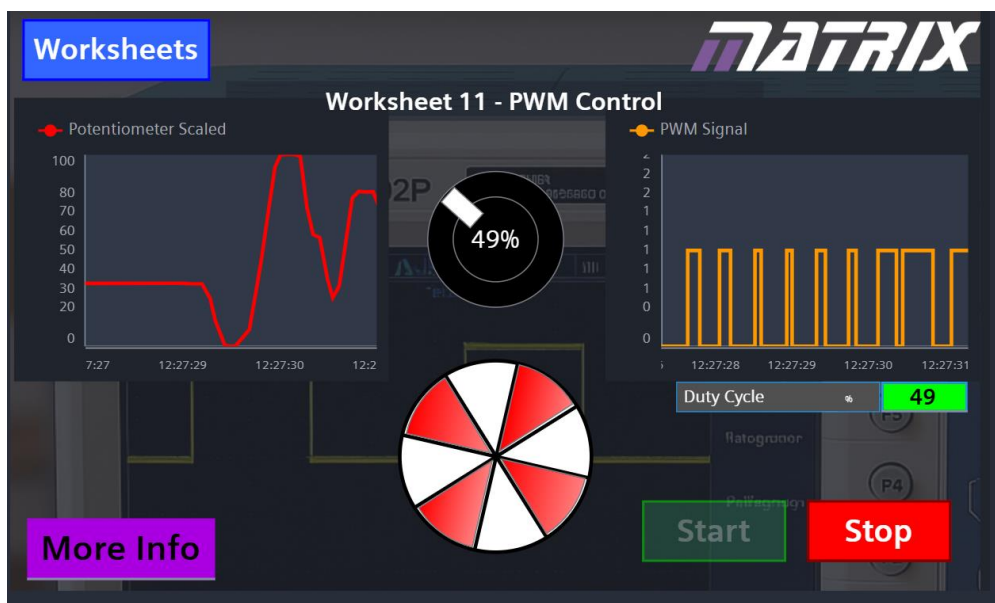 Worksheets
MATRIX
Worksheet 11 - PWM Control
Potentiometer Scaled
100
80
70
60
50
40
30
20
0
7:27 12:27:29 12:27:30 12:2
02P
49%
PWM Signal
2
2
2
1
1
1
1
1
0
0
12:27:28 12:27:29 12:27:30 12:27:31
Duty Cycle % 49
P4
Start
Stop
More Info